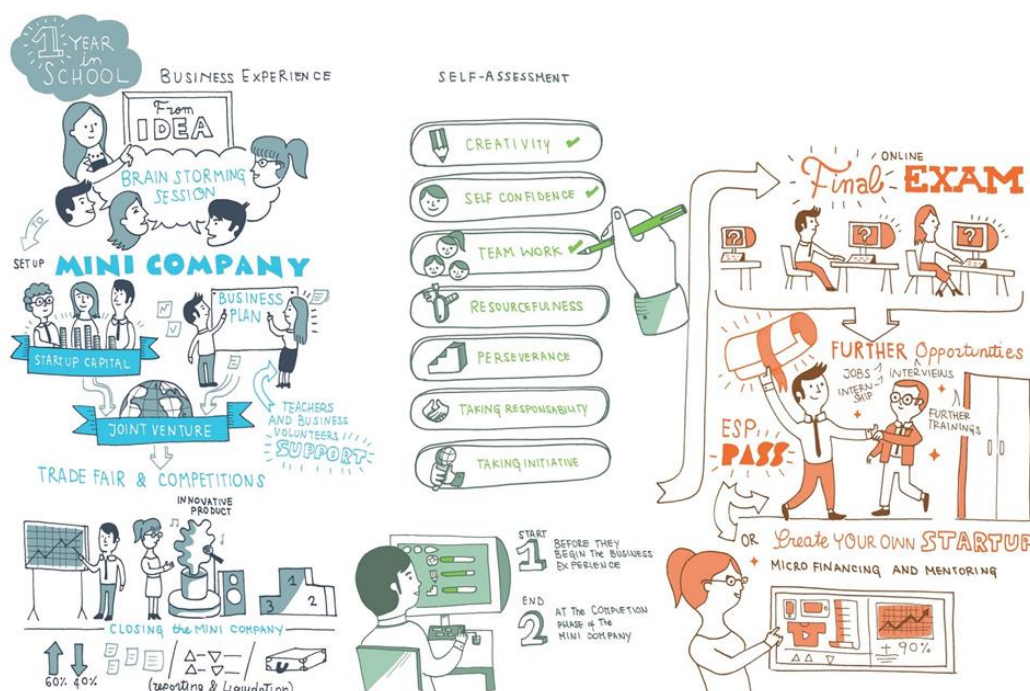 1 YEAR
in
SCHOOL
BUSINESS EXPERIENCE
From
IDEA
BRAIN STORMING
SESSION
TO
SETUP
MINI COMPANY
BUSINESS
PLAN
STARTUP CAPITAL
JOINT VENTURE
TEACHERS
AND BUSINESS
VOLUNTEERS
SUPPORT
TRADE FAIR & COMPETITIONS
INNOVATIVE
PRODUCT
1
2
3
CLOSING the MINI COMPANY
60% 40%
(reporting & liquidation)
SELF-ASSESSMENT
CREATIVITY
SELF CONFIDENCE
TEAM WORK
RESOURCEFULNESS
PERSEVERANCE
TAKING RESPONSABILITY
TAKING INITIATIVE
START
1
BEFORE THEY
BEGIN THE BUSINESS
EXPERIENCE
END
2
AT THE COMPLETION
PHASE of THE
MINI COMPANY
Final ONLINE EXAM
? ? ?
FURTHER Opportunities
JOBS
INTERVIEWS
INTERN-
SHIP
FURTHER
TRAININGS
ESP
PASS
OR Create YOUR OWN STARTUP
MICRO FINANCING AND MENTORING
+ 90%